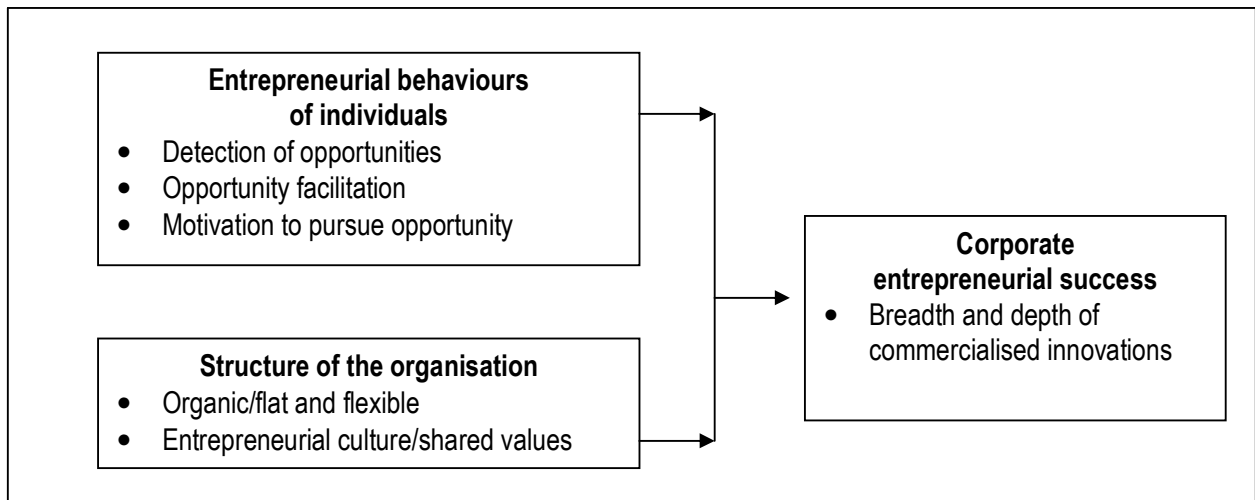 Entrepreneurial behaviours
of individuals
• Detection of opportunities
• Opportunity facilitation
• Motivation to pursue opportunity
Structure of the organisation
• Organic/flat and flexible
• Entrepreneurial culture/shared values
Corporate
entrepreneurial success
• Breadth and depth of
commercialised innovations